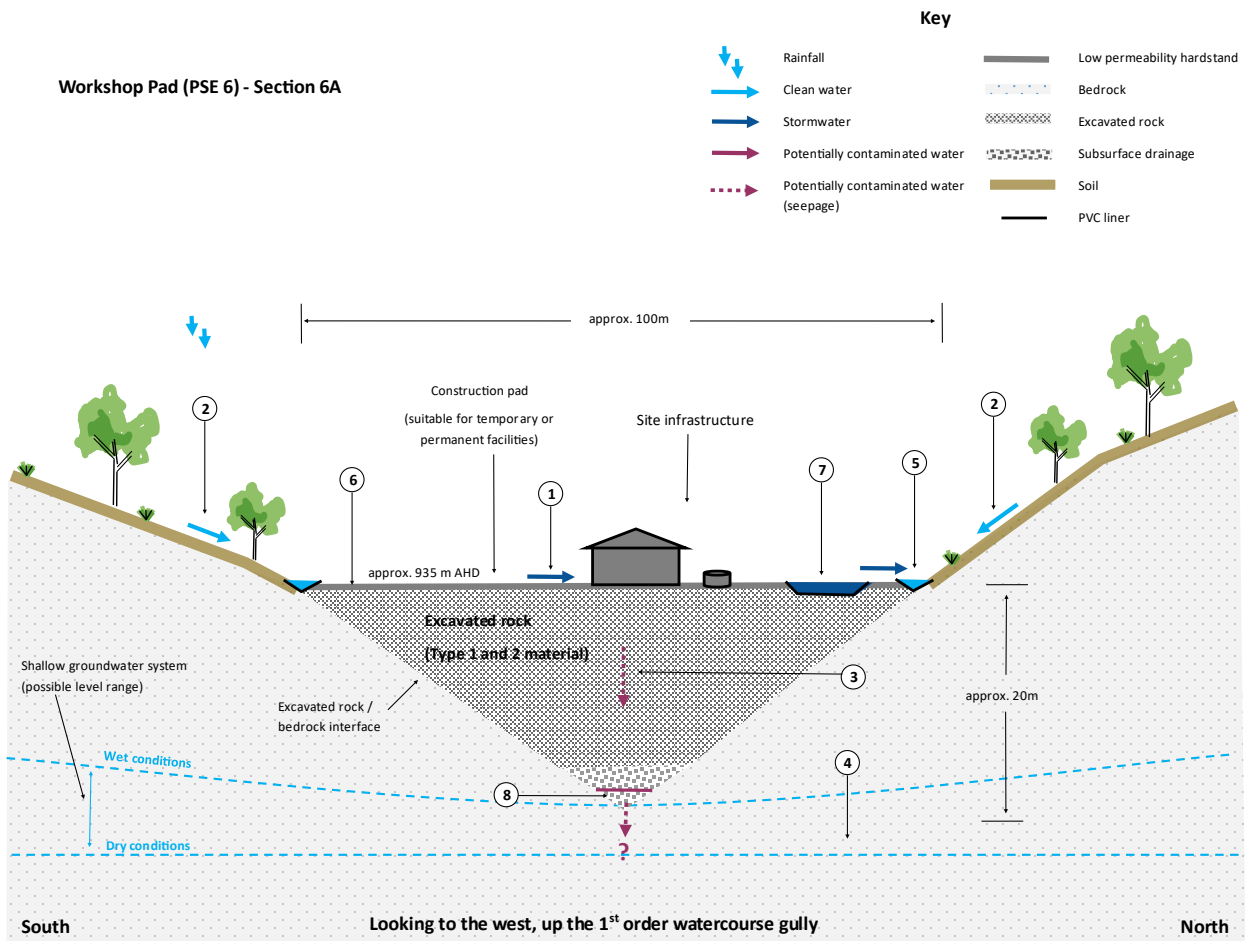 Key
Workshop Pad (PSE 6) - Section 6A
Rainfall
Clean water
Stormwater
Potentially contaminated water
Potentially contaminated water
(seepage)
Low permeability hardstand
Bedrock
Excavated rock
Subsurface drainage
Soil
PVC liner
approx. 100m
Construction pad
(suitable for temporary or
permanent facilities)
Site infrastructure
2
2
6
1
7
5
approx. 935 m AHD
Excavated rock
(Type 1 and 2 material)
3
Shallow groundwater system
(possible level range)
Excavated rock /
bedrock interface
approx. 20m
Wet conditions
4
8
Dry conditions
?
South
Looking to the west, up the 1st order watercourse gully
North